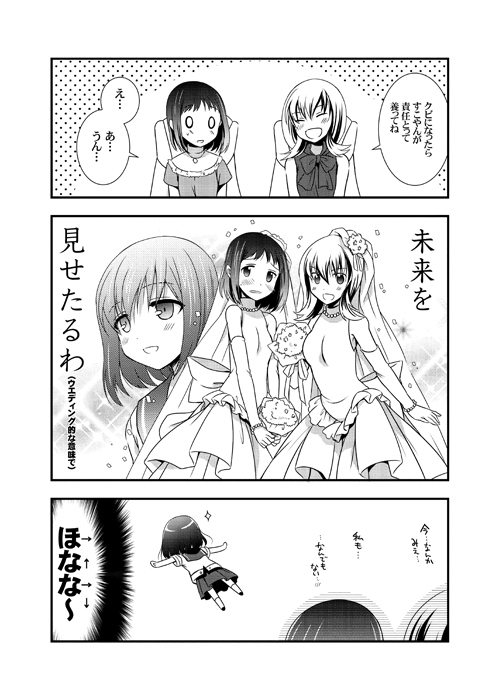 クビになったら
すこやんが
責任とって
養ってね
え…
あ…
うん…
未来を
見せたるわ
(ウエディング的な意味で)
今…なんか
みえ…
私も…
…なんでも
ない…
ほなな～
→↑→↓